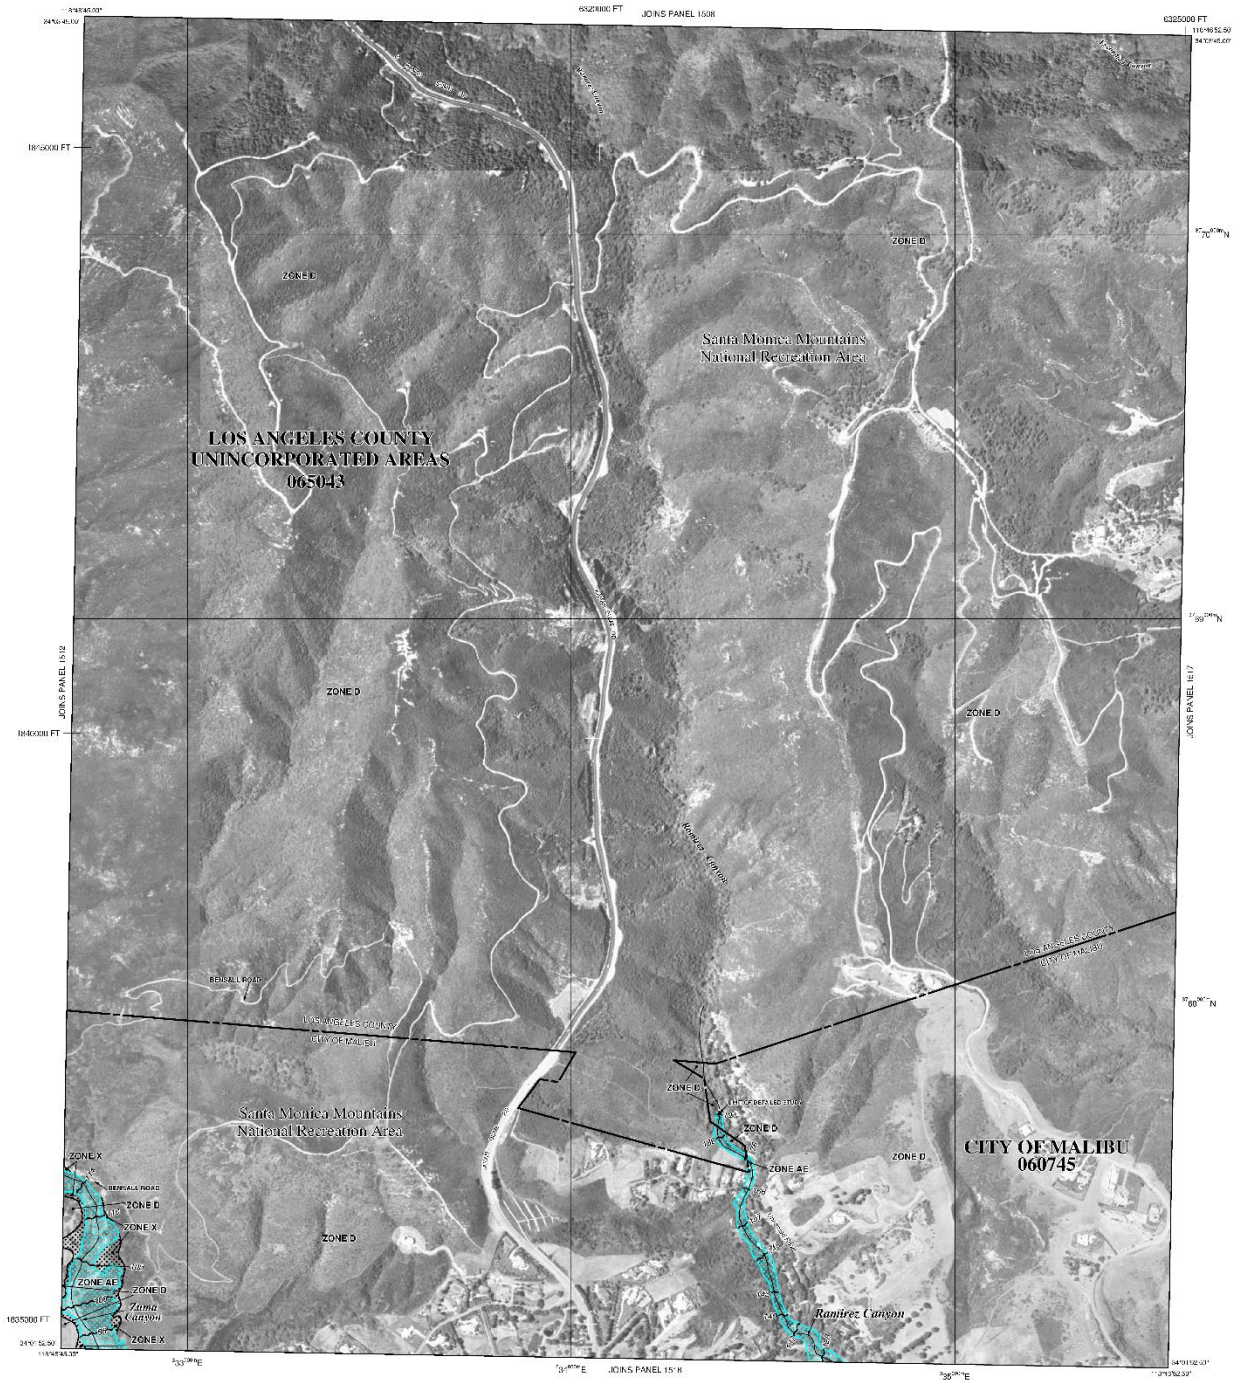 6320000 FT
JOINS PANEL 1508
6325000 FT
1845000 FT
ZONE D
ZONE D
Santa Monica Mountains
National Recreation Area
LOS ANGELES COUNTY
UNINCORPORATED AREAS
065043
JOINS PANEL 1512
JOINS PANEL 1517
ZONE D
ZONE D
1840000 FT
Ramirez Canyon
BENSALL ROAD
LOS ANGELES COUNTY
CITY OF MALIBU
LOS ANGELES COUNTY
CITY OF MALIBU
ZONE D
LIMIT OF DETAILED STUDY
Santa Monica Mountains
National Recreation Area
ZONE D
ZONE AE
ZONE D
CITY OF MALIBU
060745
ZONE X
BENSALL ROAD
ZONE D
ZONE X
ZONE D
ZONE AE
ZONE D
Zuma
Canyon
ZONE X
Ramirez Canyon
1835000 FT
JOINS PANEL 1518